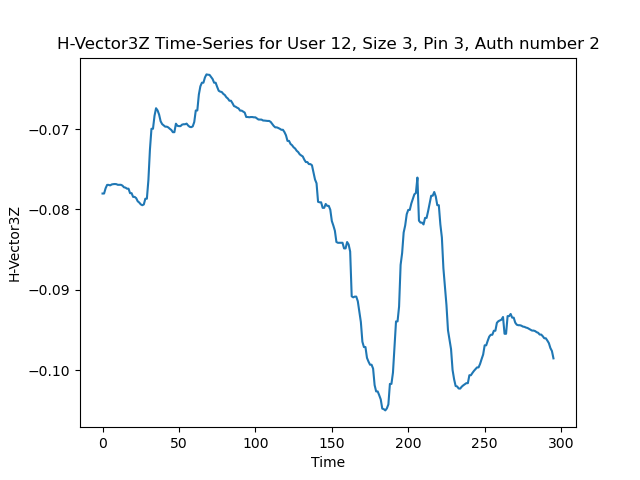 H-Vector3Z Time-Series for User 12, Size 3, Pin 3, Auth number 2
−0.07
−0.08
−0.09
−0.10
H-Vector3Z
0 50 100 150 200 250 300
Time